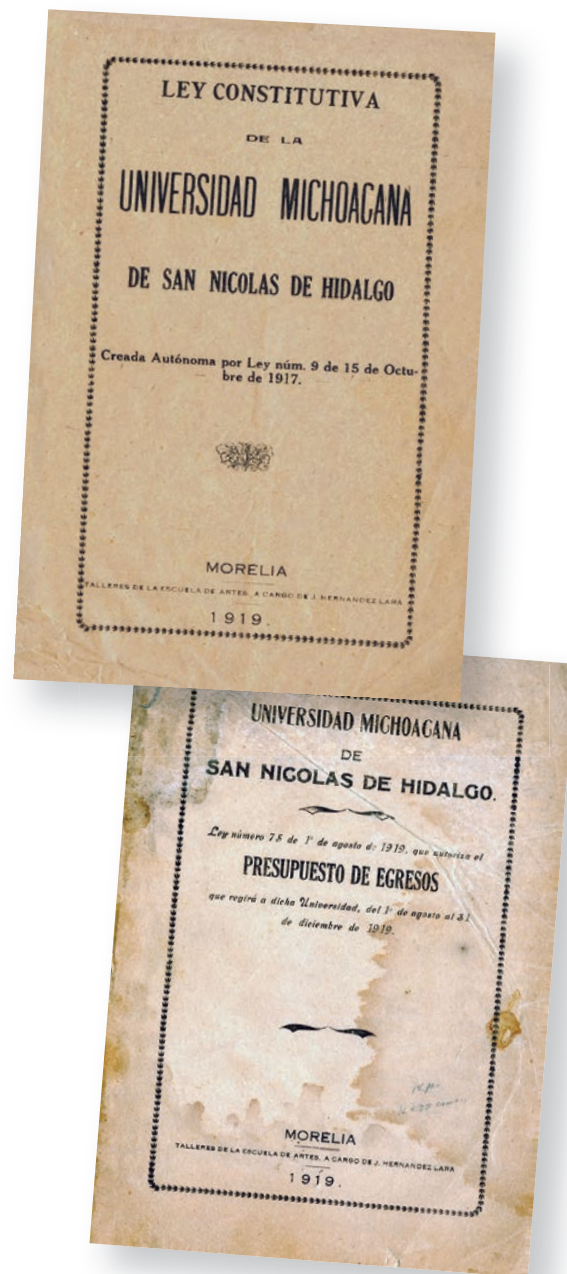 LEY CONSTITUTIVA
DE LA
UNIVERSIDAD MICHOACANA
DE SAN NICOLAS DE HIDALGO
Creada Autónoma por Ley núm. 9 de 15 de Octu-
bre de 1917.
MORELIA
TALLERES DE LA ESCUELA DE ARTES, A CARGO DE J. HERNANDEZ LARA
1919.
UNIVERSIDAD MICHOACANA
DE
SAN NICOLAS DE HIDALGO.
Ley número 75 de 1º de agosto de 1919, que autoriza el
PRESUPUESTO DE EGRESOS
que regirá a dicha Universidad, del 1º de agosto al 31
de diciembre de 1919.
MORELIA
TALLERES DE LA ESCUELA DE ARTES, A CARGO DE J. HERNANDEZ LARA
1919.